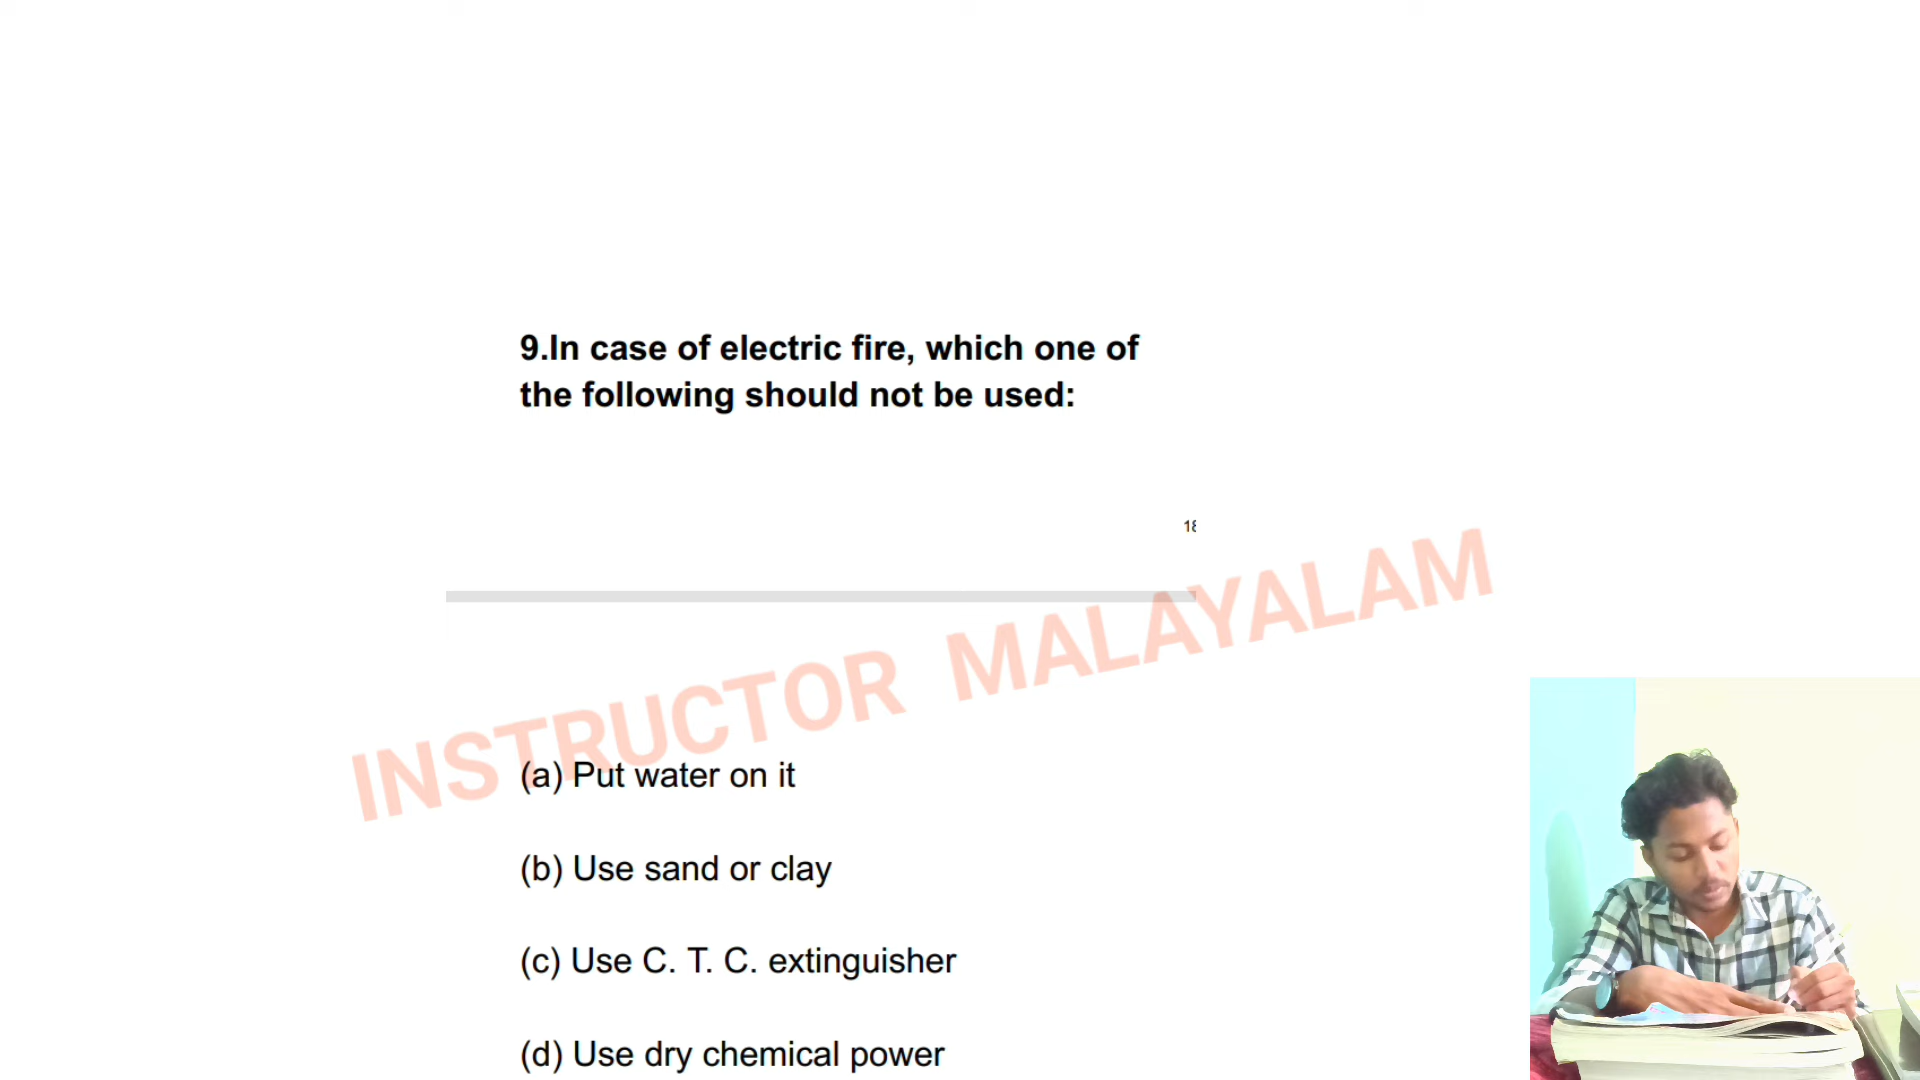 9.In case of electric fire, which one of
the following should not be used:
18
INSTRUCTOR MALAYALAM
(a) Put water on it
(b) Use sand or clay
(c) Use C. T. C. extinguisher
(d) Use dry chemical power